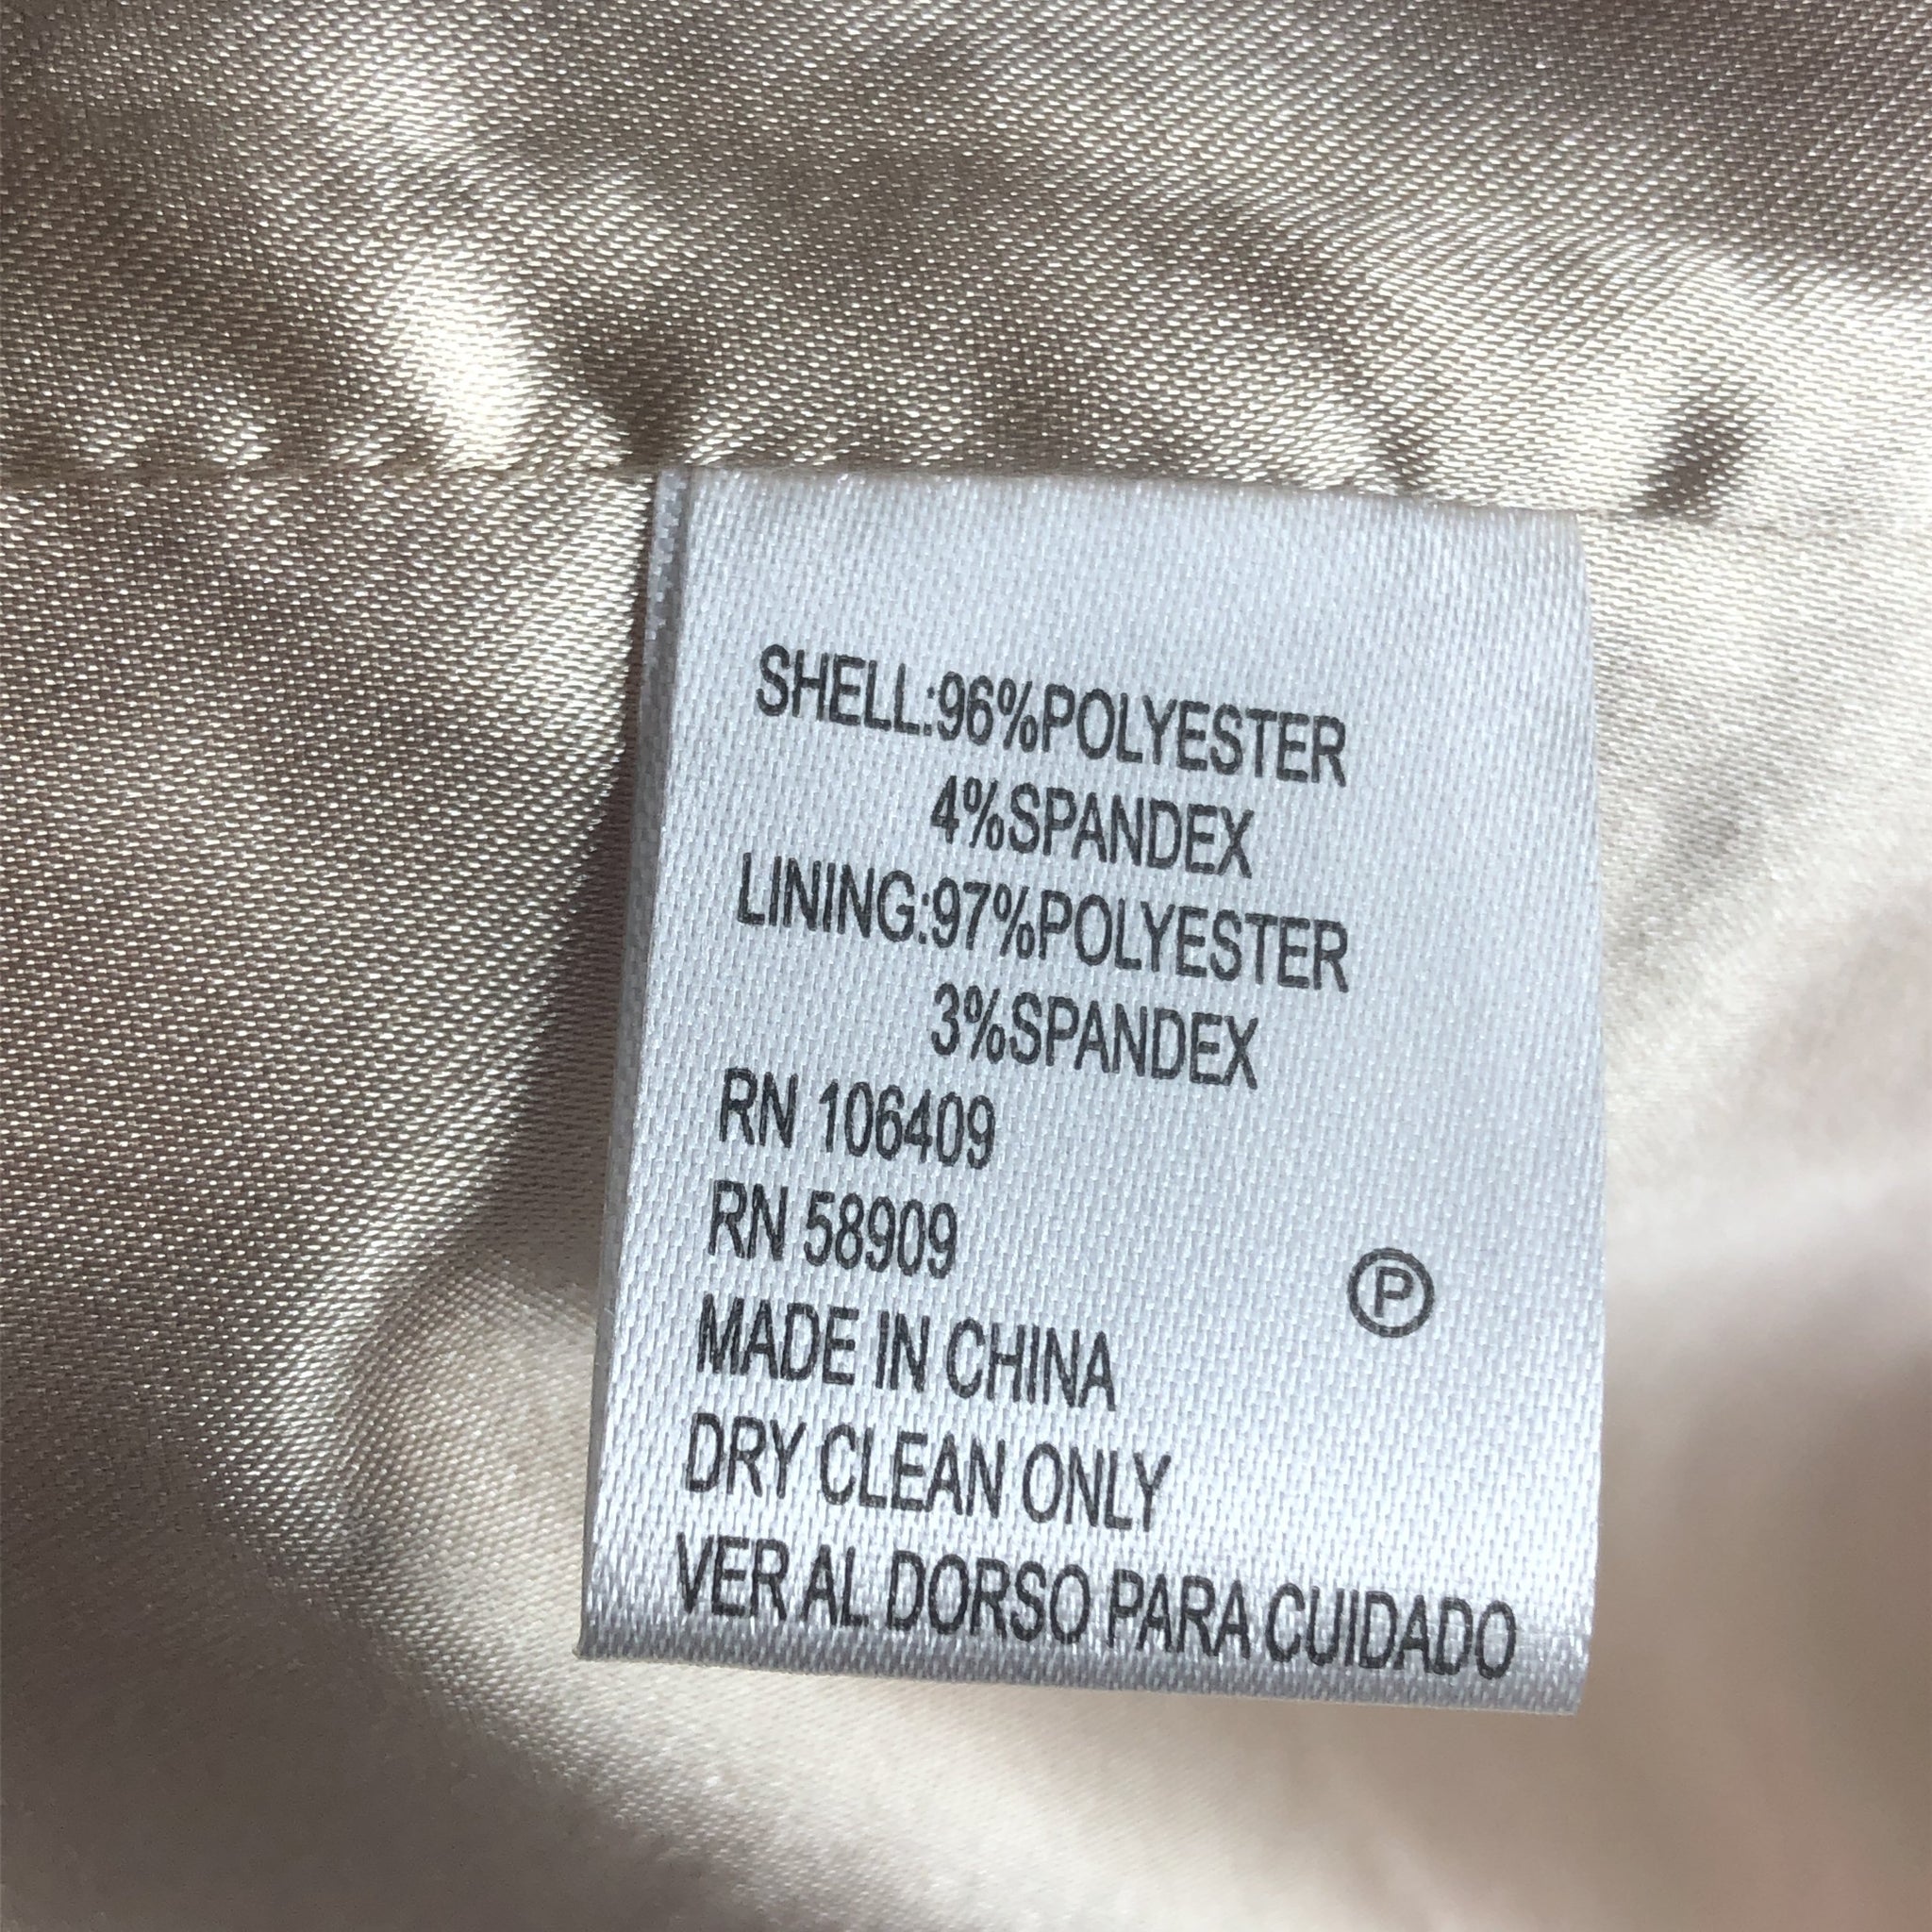 SHELL:96%POLYESTER
4%SPANDEX
LINING:97%POLYESTER
3%SPANDEX
RN 106409
RN 58909
P
MADE IN CHINA
DRY CLEAN ONLY
VER AL DORSO PARA CUIDADO